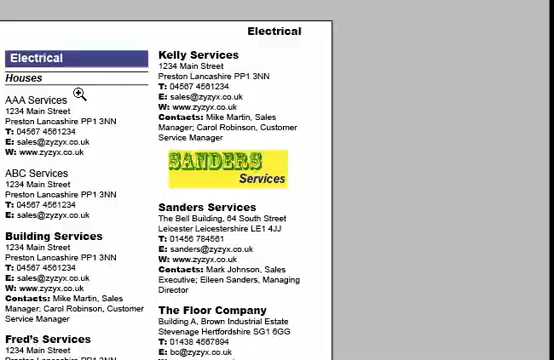 Electrical
Electrical
Houses
AAA Services
1234 Main Street
Preston Lancashire PP1 3NN
T: 04567 4561234
E: sales@zyzyx.co.uk
W: www.zyzyx.co.uk
ABC Services
1234 Main Street
Preston Lancashire PP1 3NN
T: 04567 4561234
E: sales@zyzyx.co.uk
Building Services
1234 Main Street
Preston Lancashire PP1 3NN
T: 04567 4561234
E: sales@zyzyx.co.uk
W: www.zyzyx.co.uk
Contacts: Mike Martin, Sales
Manager; Carol Robinson, Customer
Service Manager
Fred's Services
1234 Main Street
Preston Lancashire PP1 3NN
Kelly Services
1234 Main Street
Preston Lancashire PP1 3NN
T: 04567 4561234
E: sales@zyzyx.co.uk
W: www.zyzyx.co.uk
Contacts: Mike Martin, Sales
Manager; Carol Robinson, Customer
Service Manager
SANDERS
Services
Sanders Services
The Bell Building, 64 South Street
Leicester Leicestershire LE1 4JJ
T: 01456 784561
E: sanders@zyzyx.co.uk
W: www.zyzyx.co.uk
Contacts: Mark Johnson, Sales
Executive; Eileen Sanders, Managing
Director
The Floor Company
Building A, Brown Industrial Estate
Stevenage Hertfordshire SG1 6GG
T: 01438 4567894
E: bc@zyzyx.co.uk